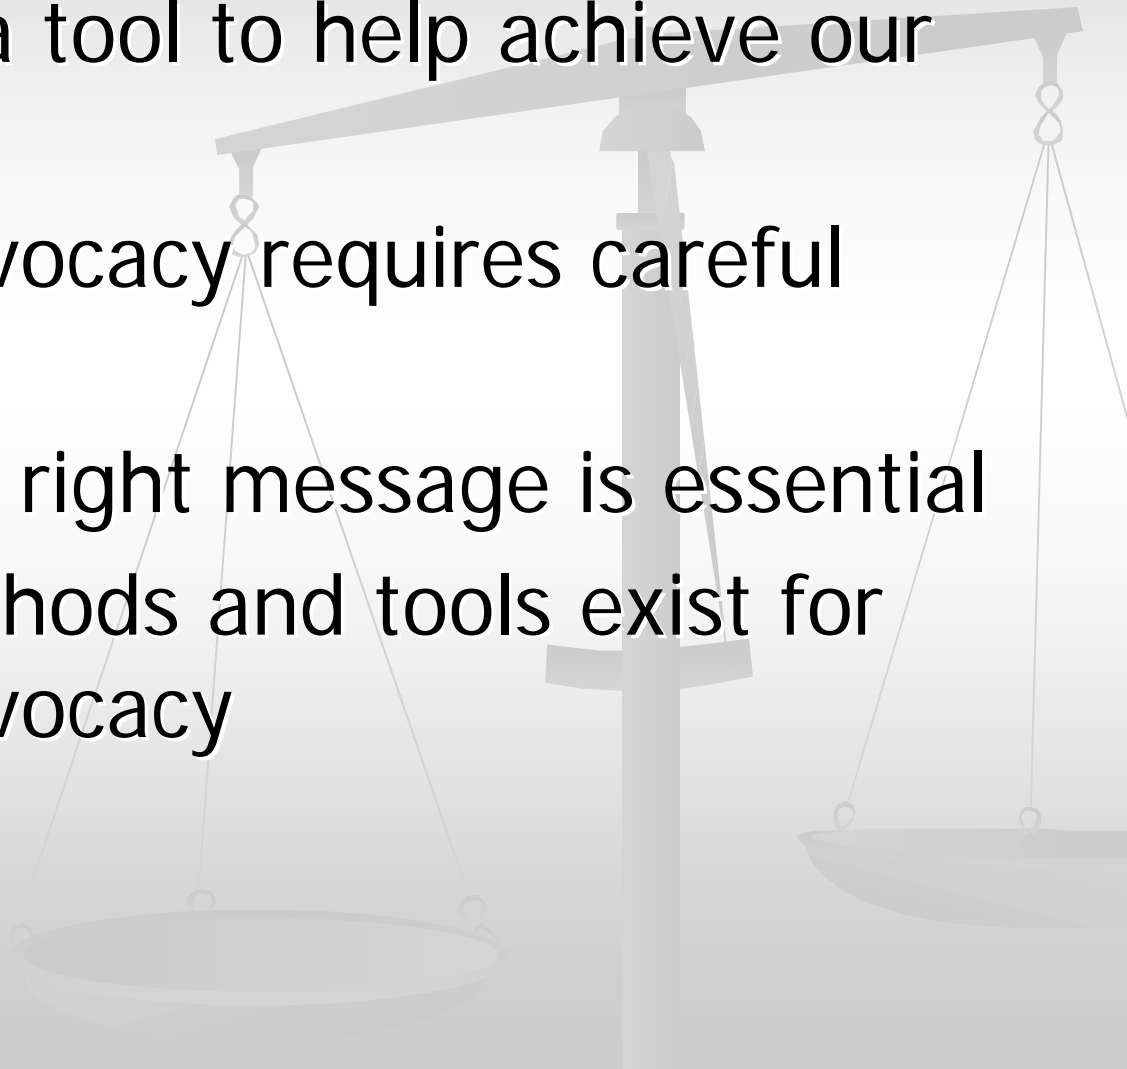 a tool to help achieve our
vocacy requires careful
right message is essential
hods and tools exist for
vocacy